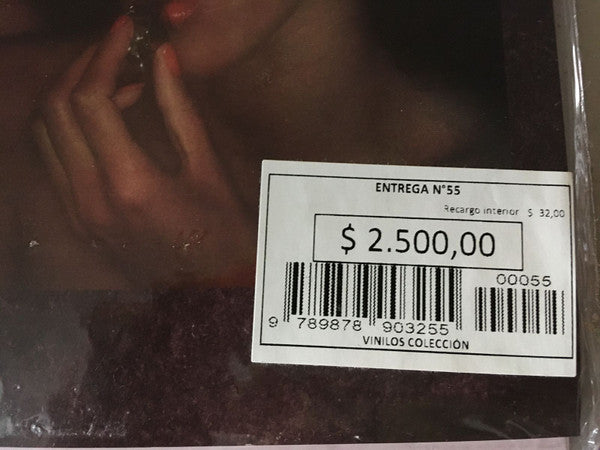 ENTREGA N°55
Recargo interior $ 32,00
$ 2.500,00
00055
9 789878 903255
VINILOS COLECCIÓN